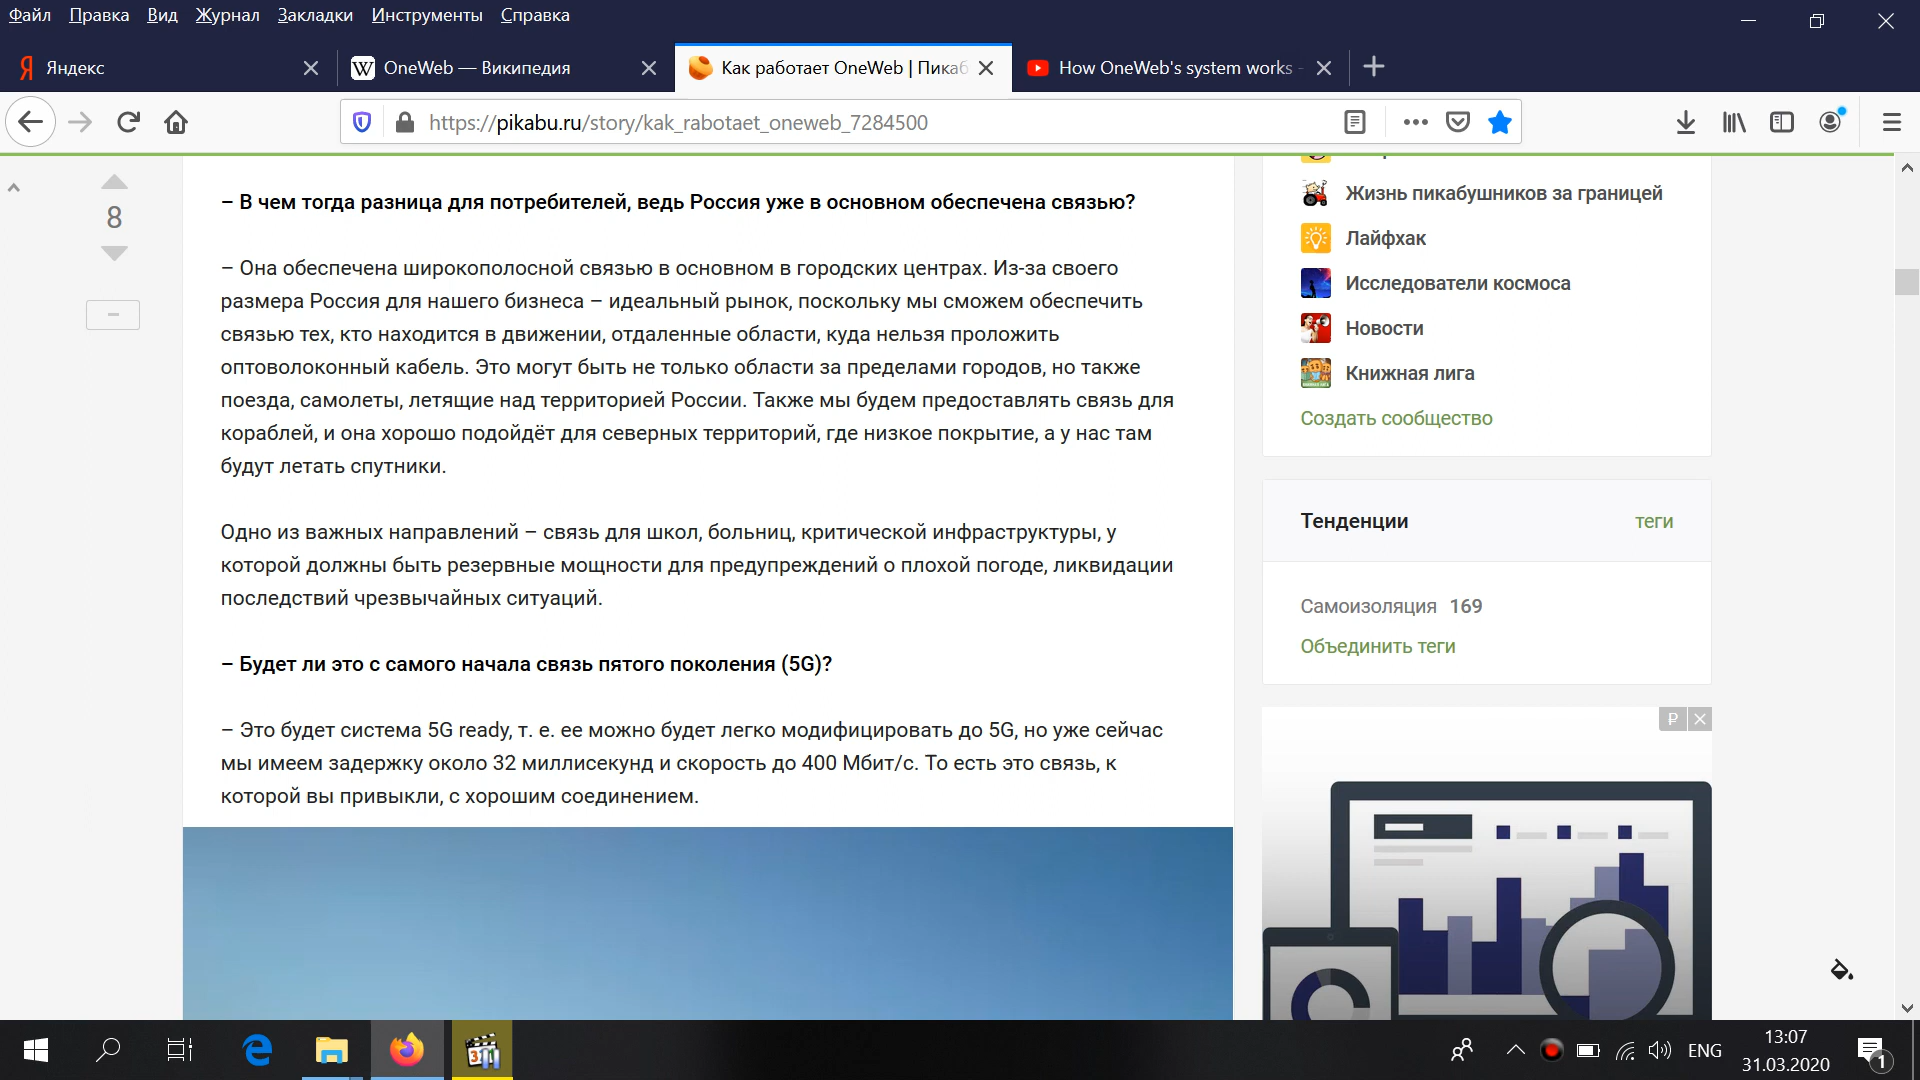 Файл Правка Вид Журнал Закладки Инструменты Справка
Яндекс
OneWeb — Википедия
Как работает OneWeb | Пикаб
How OneWeb's system works -
https://pikabu.ru/story/kak_rabotaet_oneweb_7284500
8
– В чем тогда разница для потребителей, ведь Россия уже в основном обеспечена связью?
– Она обеспечена широкополосной связью в основном в городских центрах. Из-за своего
размера Россия для нашего бизнеса – идеальный рынок, поскольку мы сможем обеспечить
связью тех, кто находится в движении, отдаленные области, куда нельзя проложить
оптоволоконный кабель. Это могут быть не только области за пределами городов, но также
поезда, самолеты, летящие над территорией России. Также мы будем предоставлять связь для
кораблей, и она хорошо подойдёт для северных территорий, где низкое покрытие, а у нас там
будут летать спутники.
Одно из важных направлений – связь для школ, больниц, критической инфраструктуры, у
которой должны быть резервные мощности для предупреждений о плохой погоде, ликвидации
последствий чрезвычайных ситуаций.
– Будет ли это с самого начала связь пятого поколения (5G)?
– Это будет система 5G ready, т. е. ее можно будет легко модифицировать до 5G, но уже сейчас
мы имеем задержку около 32 миллисекунд и скорость до 400 Мбит/с. То есть это связь, к
которой вы привыкли, с хорошим соединением.
Жизнь пикабушников за границей
Лайфхак
Исследователи космоса
Новости
Книжная лига
Создать сообщество
Тенденции
теги
Самоизоляция 169
Объединить теги
ENG
13:07
31.03.2020
1